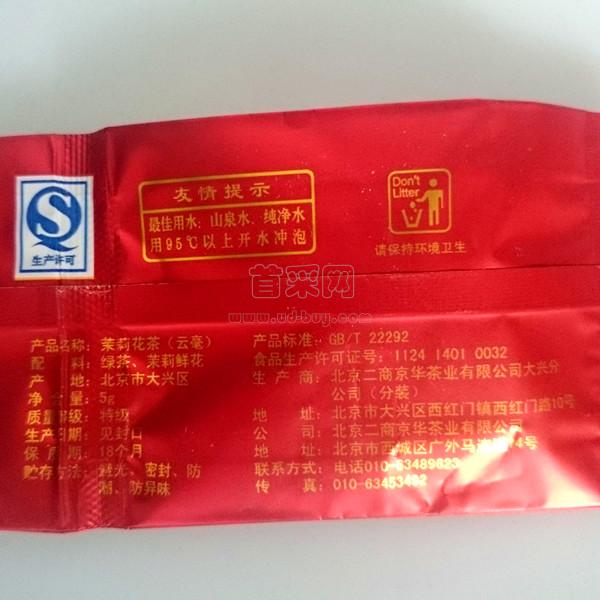 生产许可
友情提示
最佳用水：山泉水、纯净水
用95℃以上开水冲泡
Don't
Litter
请保持环境卫生
首采网
www.ud-buy.com
产品名称：茉莉花茶（云毫）
配 料：绿茶、茉莉鲜花
产 地：北京市大兴区
净 含 量：5g
质量等级：特级
生产日期：见封口
保 质 期：18个月
贮存方法：避光、密封、防
潮、防异味
产品标准：GB/T 22292
食品生产许可证号：1124 1401 0032
生 产 商：北京二商京华茶业有限公司大兴分
公司（分装）
地 址：北京市大兴区西红门镇西红门路10号
公 司：北京二商京华茶业有限公司
地 址：北京市西城区广外马连道14号
联系方式：电话010-63489823
传 真：010-63453482